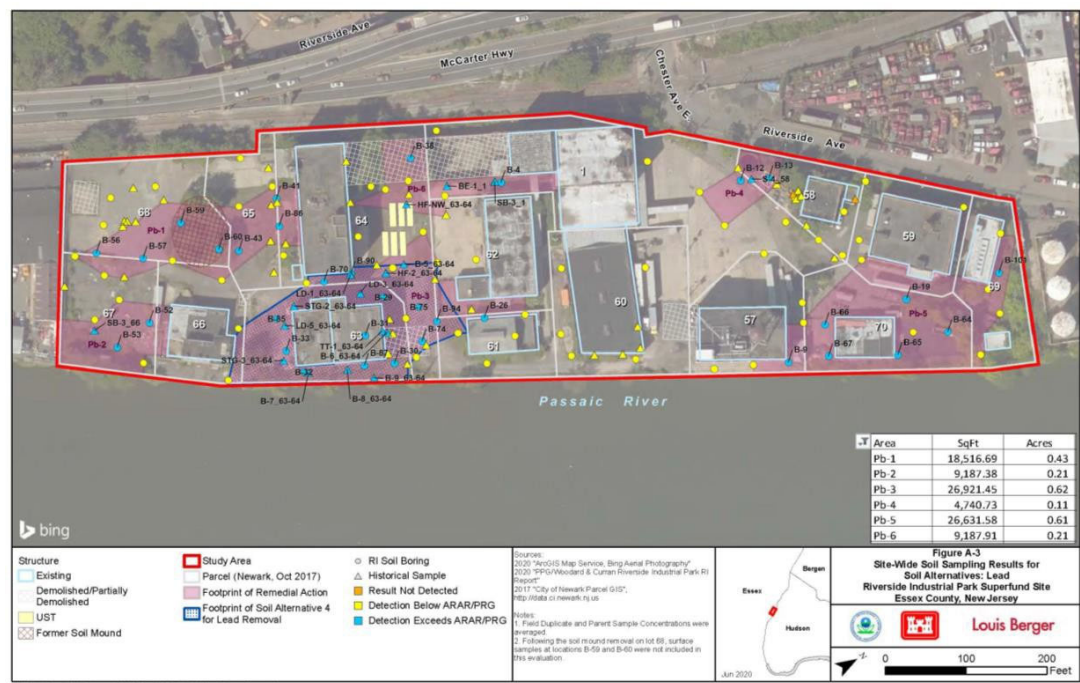 Riverside Ave
McCarter Hwy
Chester Ave E.
Riverside Ave
B-38
B-4
B-12
B-13
BE-1_1
Pb-6
1
Pb-4
58
B-41
SB-3_1
HF-NW_63-64
68
B-59
65
B-86
64
Pb-1
62
59
B-56
B-57
B-60
B-43
B-90
B-5_63-64
B-70
HF-2_63-64
LD-1_63-64
STG-2_63-64
B-29
Pb-3
B-75
B-26
60
B-19
69
67
B-52
SB-3_66
66
B-85
LD-5_63-64
B-94
B-74
B-66
Pb-5
B-64
Pb-2
B-53
B-33
63
TT-1_63-64
B-6_63-64
61
57
70
STG-3_63-64
B-9
B-67
B-65
B-32
B-7_63-64
B-8_63-64
B-9_63-64
Passaic River
Area SqFt Acres
Pb-1 18,516.69 0.43
Pb-2 9,187.38 0.21
Pb-3 26,921.45 0.62
Pb-4 4,740.73 0.11
Pb-5 26,631.58 0.61
Pb-6 9,187.91 0.21
bing
Structure
Existing
Demolished/Partially
Demolished
UST
Former Soil Mound
Study Area
Parcel (Newark, Oct 2017)
Footprint of Remedial Action
Footprint of Soil Alternative 4
for Lead Removal
RI Soil Boring
Historical Sample
Result Not Detected
Detection Below ARAR/PRG
Detection Exceeds ARAR/PRG
Sources:
2020 "ArcGIS Map Service, Bing Aerial Photography"
2020 "PPG/Woodard & Curran Riverside Industrial Park RI
Report"
2017 "City of Newark Parcel GIS",
http://data.ci.newark.nj.us
Notes:
1. Field Duplicate and Parent Sample Concentrations were
averaged.
2. Following the soil mound removal on lot 68, surface
samples at locations B-59 and B-60 were not included in
this evaluation.
Bergen
Essex
Hudson
Jun 2020
Figure A-3
Site-Wide Soil Sampling Results for
Soil Alternatives: Lead
Riverside Industrial Park Superfund Site
Essex County, New Jersey
Louis Berger
N
0 100 200
Feet